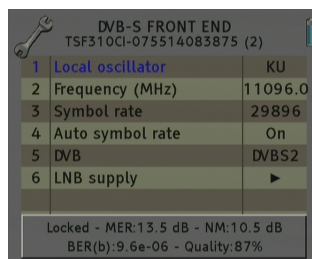 DVB-S FRONT END
TSF310CI-075514083875 (2)
1 Local oscillator KU
2 Frequency (MHz) 11096.0
3 Symbol rate 29896
4 Auto symbol rate On
5 DVB DVBS2
6 LNB supply ►
Locked - MER:13.5 dB - NM:10.5 dB
BER(b):9.6e-06 - Quality:87%